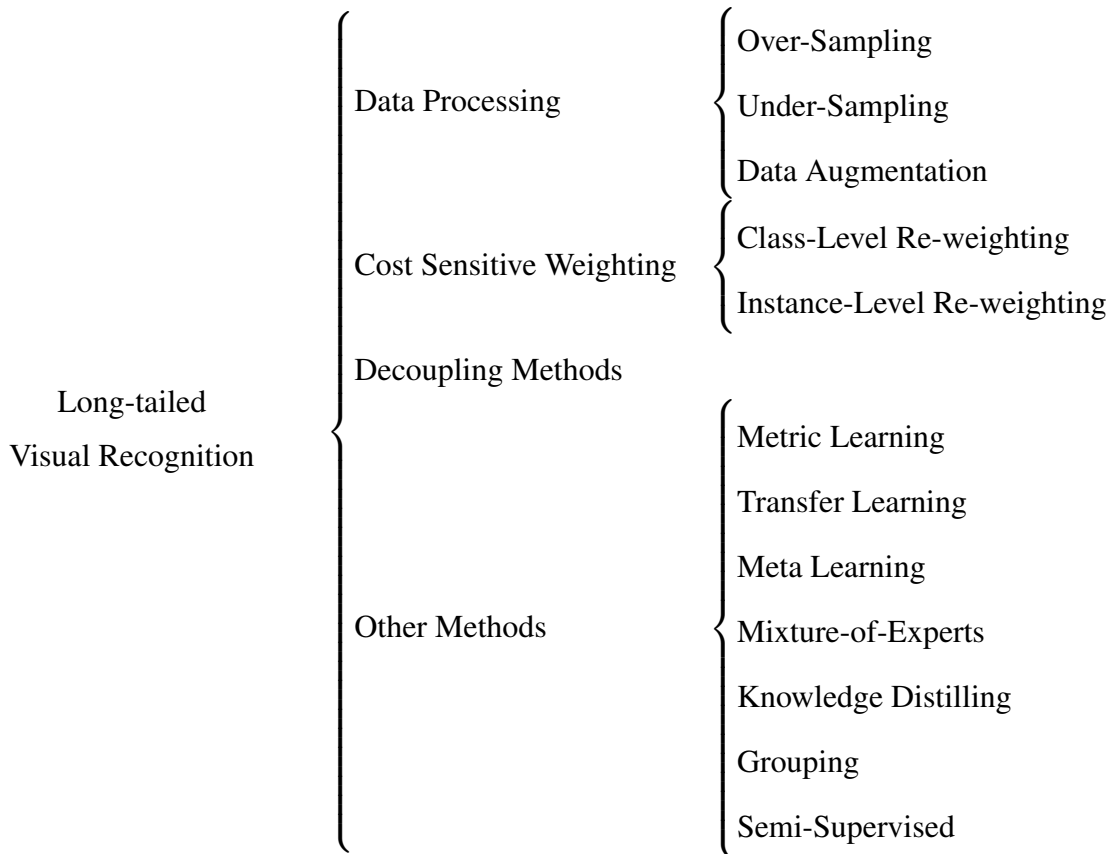 Long-tailed
Visual Recognition
Data Processing
Over-Sampling
Under-Sampling
Data Augmentation
Cost Sensitive Weighting
Class-Level Re-weighting
Instance-Level Re-weighting
Decoupling Methods
Other Methods
Metric Learning
Transfer Learning
Meta Learning
Mixture-of-Experts
Knowledge Distilling
Grouping
Semi-Supervised